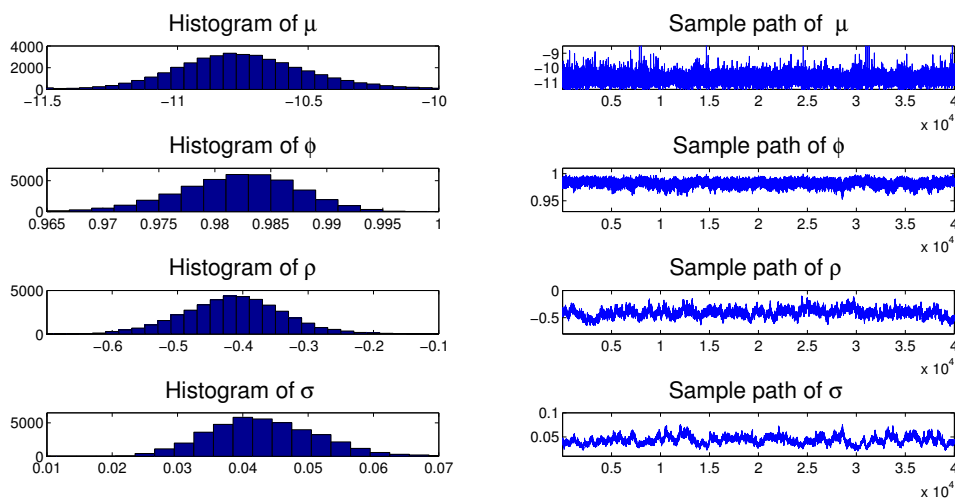 Histogram of μ
4000
2000
0
−11.5 −11 −10.5 −10
Sample path of μ
−9
−10
−11
0.5 1 1.5 2 2.5 3 3.5 4
x 10^4
Histogram of ϕ
5000
0
0.965 0.97 0.975 0.98 0.985 0.99 0.995 1
Sample path of ϕ
1
0.95
0.5 1 1.5 2 2.5 3 3.5 4
x 10^4
Histogram of ρ
5000
0
−0.6 −0.5 −0.4 −0.3 −0.2 −0.1
Sample path of ρ
0
−0.5
0.5 1 1.5 2 2.5 3 3.5 4
x 10^4
Histogram of σ
5000
0
0.01 0.02 0.03 0.04 0.05 0.06 0.07
Sample path of σ
0.1
0.05
0.5 1 1.5 2 2.5 3 3.5 4
x 10^4